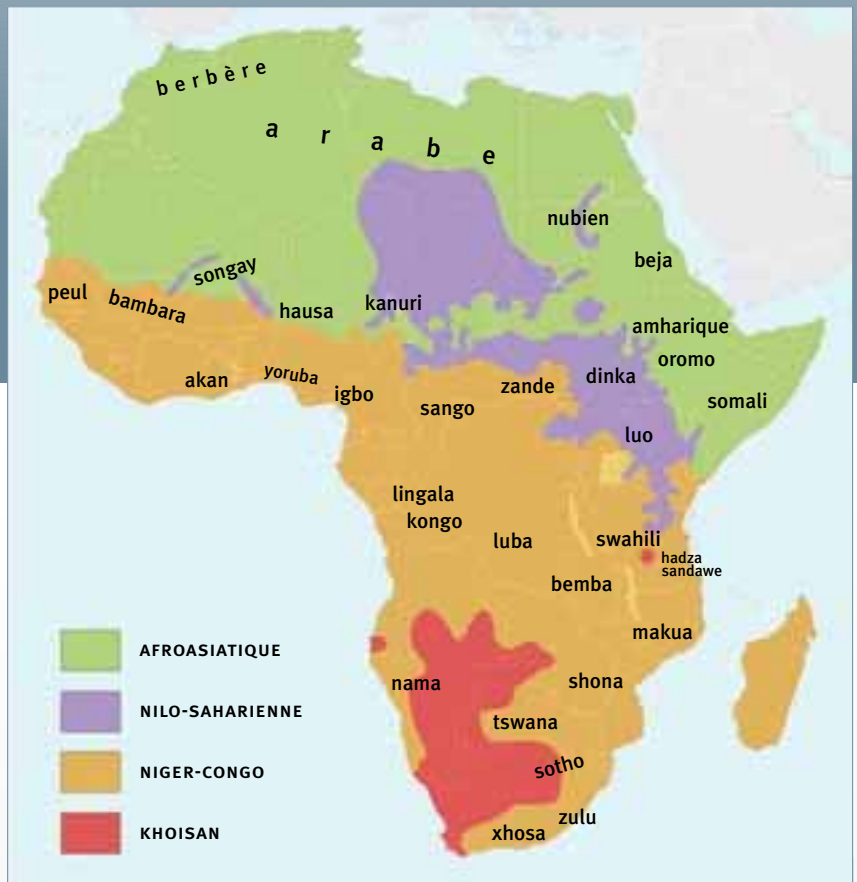 berbère
arabe
nubien
beja
songay
peul
bambara
hausa
kanuri
amharique
oromo
akan
yoruba
igbo
sango
zande
dinka
somali
luo
lingala
kongo
luba
swahili
hadza
sandawe
bemba
makua
nama
shona
tswana
sotho
zulu
xhosa
AFROASIATIQUE
NILO-SAHARIENNE
NIGER-CONGO
KHOISAN